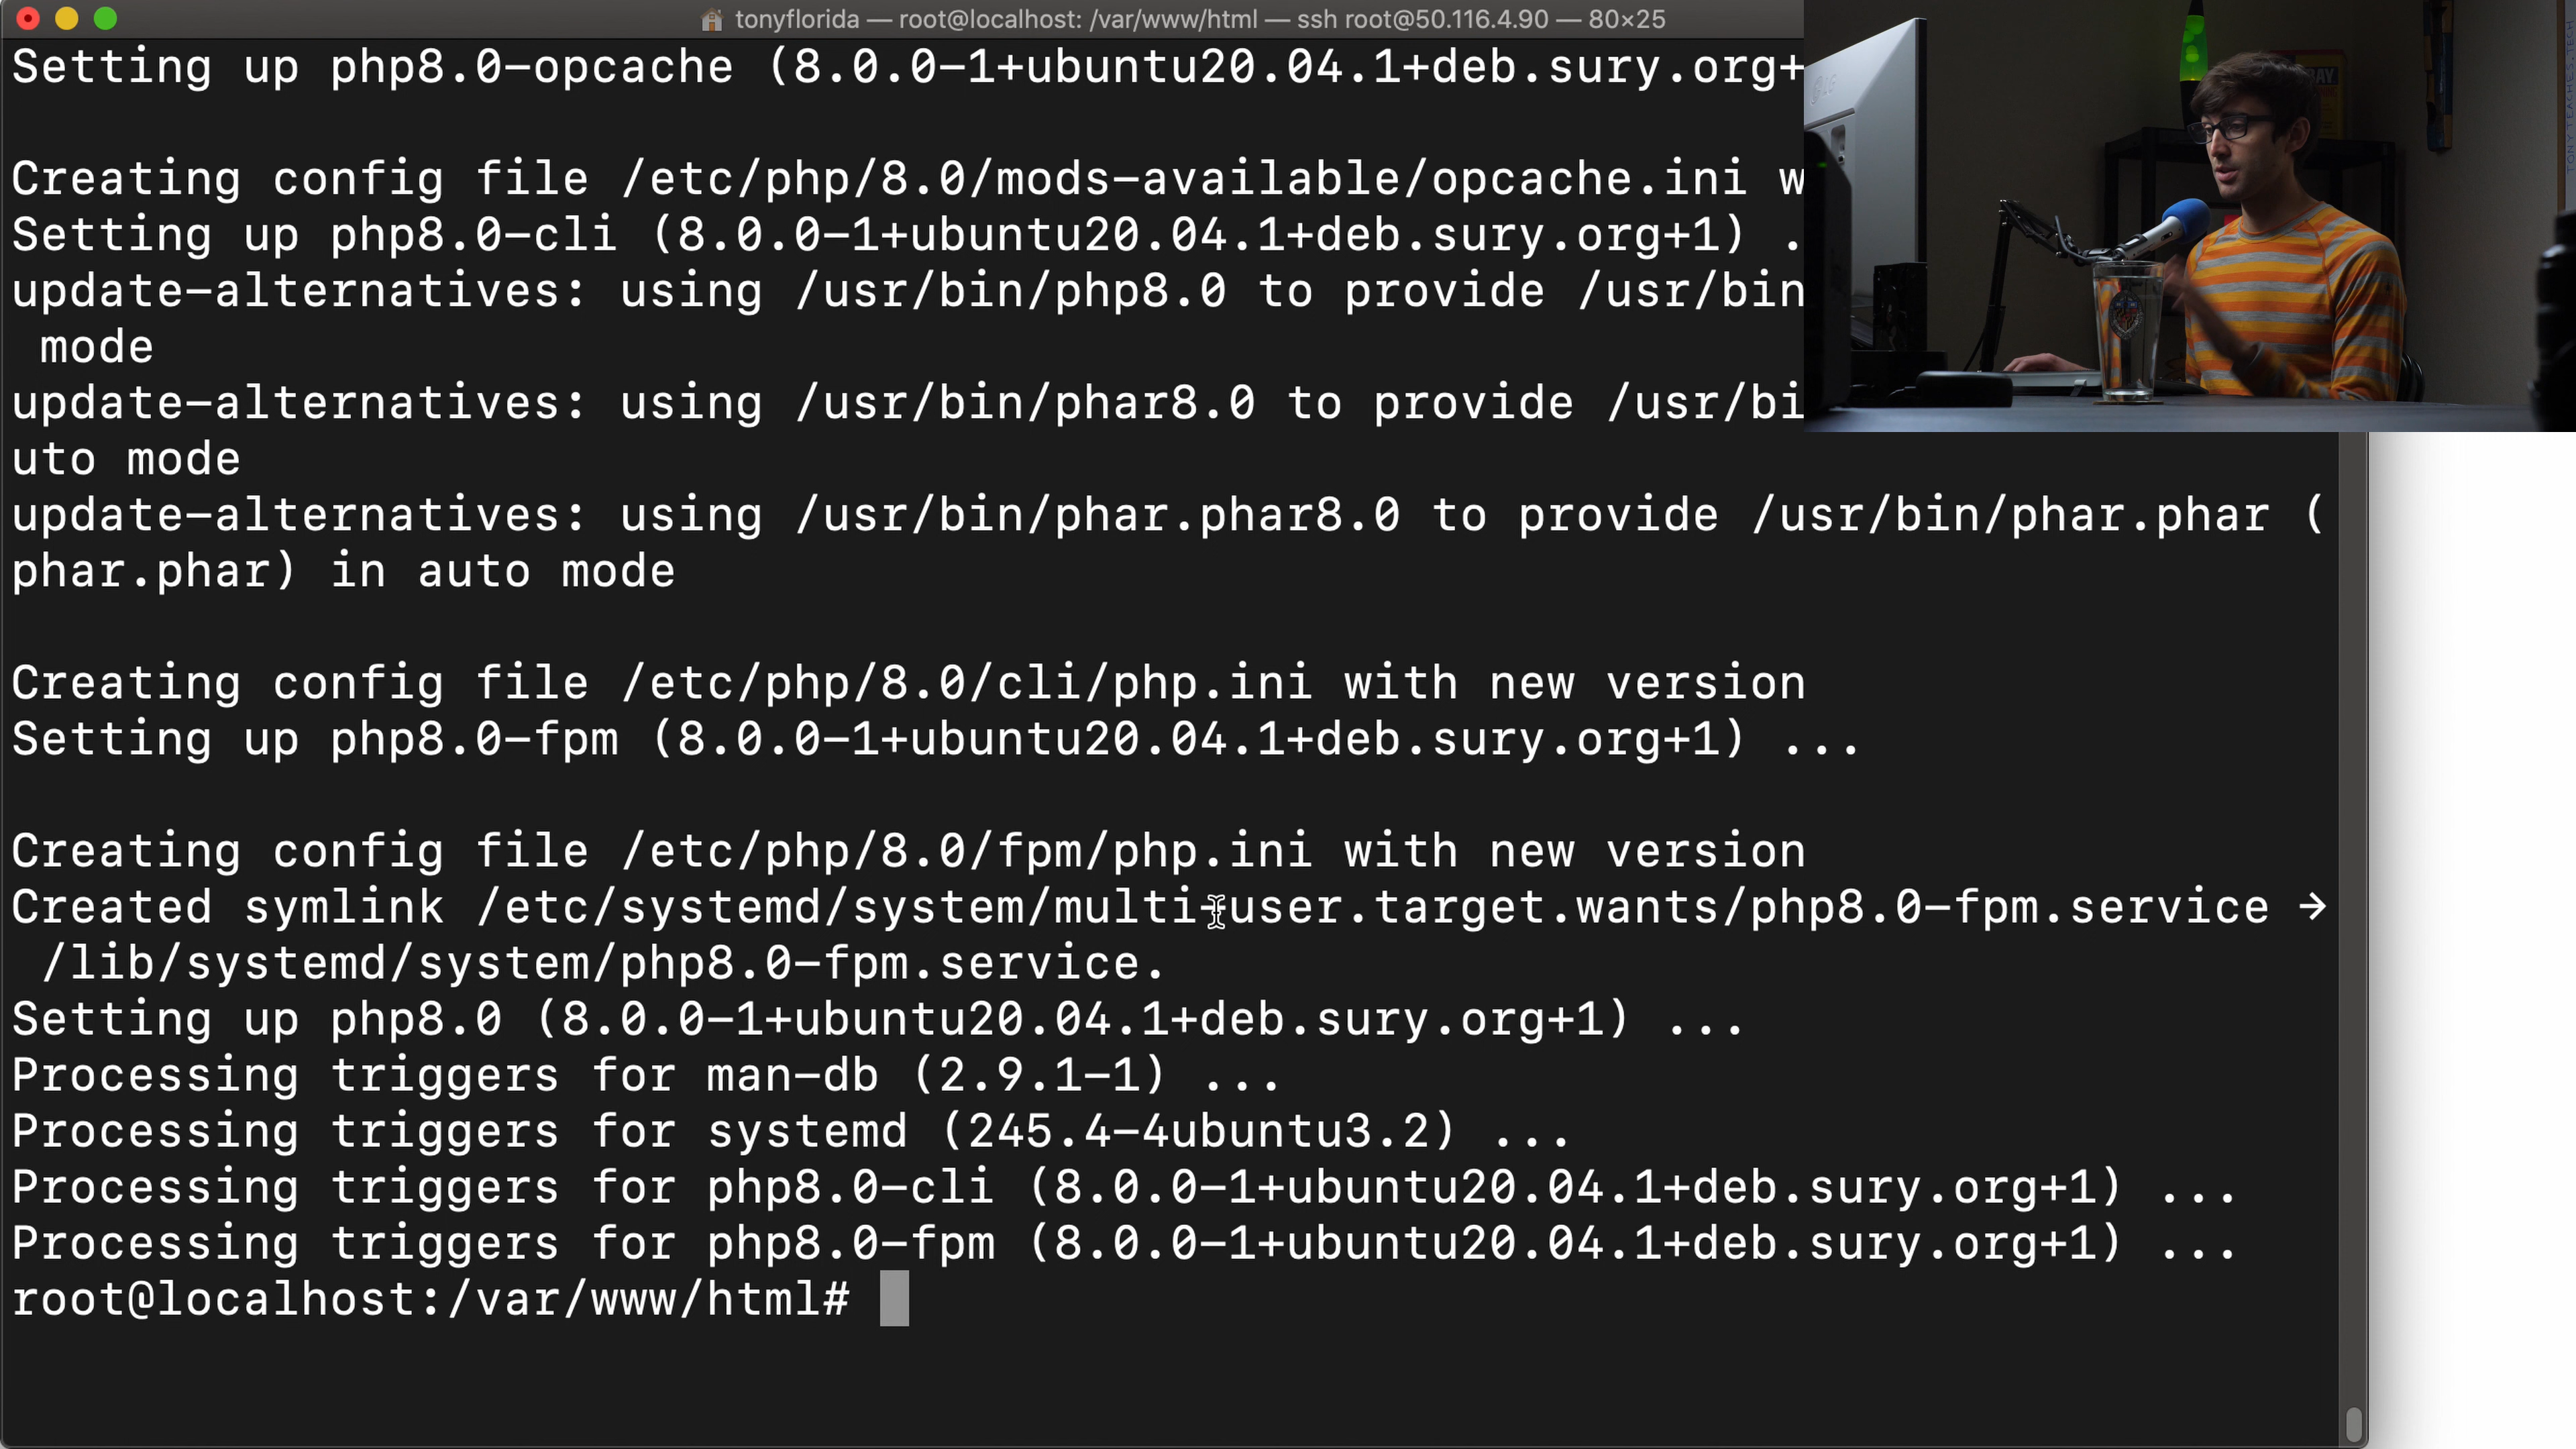 tonyflorida — root@localhost: /var/www/html — ssh root@50.116.4.90 — 80×25
Setting up php8.0-opcache (8.0.0-1+ubuntu20.04.1+deb.sury.org+
Creating config file /etc/php/8.0/mods-available/opcache.ini w
Setting up php8.0-cli (8.0.0-1+ubuntu20.04.1+deb.sury.org+1) .
update-alternatives: using /usr/bin/php8.0 to provide /usr/bin
mode
update-alternatives: using /usr/bin/phar8.0 to provide /usr/bi
uto mode
update-alternatives: using /usr/bin/phar.phar8.0 to provide /usr/bin/phar.phar (
phar.phar) in auto mode
Creating config file /etc/php/8.0/cli/php.ini with new version
Setting up php8.0-fpm (8.0.0-1+ubuntu20.04.1+deb.sury.org+1) ...
Creating config file /etc/php/8.0/fpm/php.ini with new version
Created symlink /etc/systemd/system/multi-user.target.wants/php8.0-fpm.service →
/lib/systemd/system/php8.0-fpm.service.
Setting up php8.0 (8.0.0-1+ubuntu20.04.1+deb.sury.org+1) ...
Processing triggers for man-db (2.9.1-1) ...
Processing triggers for systemd (245.4-4ubuntu3.2) ...
Processing triggers for php8.0-cli (8.0.0-1+ubuntu20.04.1+deb.sury.org+1) ...
Processing triggers for php8.0-fpm (8.0.0-1+ubuntu20.04.1+deb.sury.org+1) ...
root@localhost:/var/www/html#